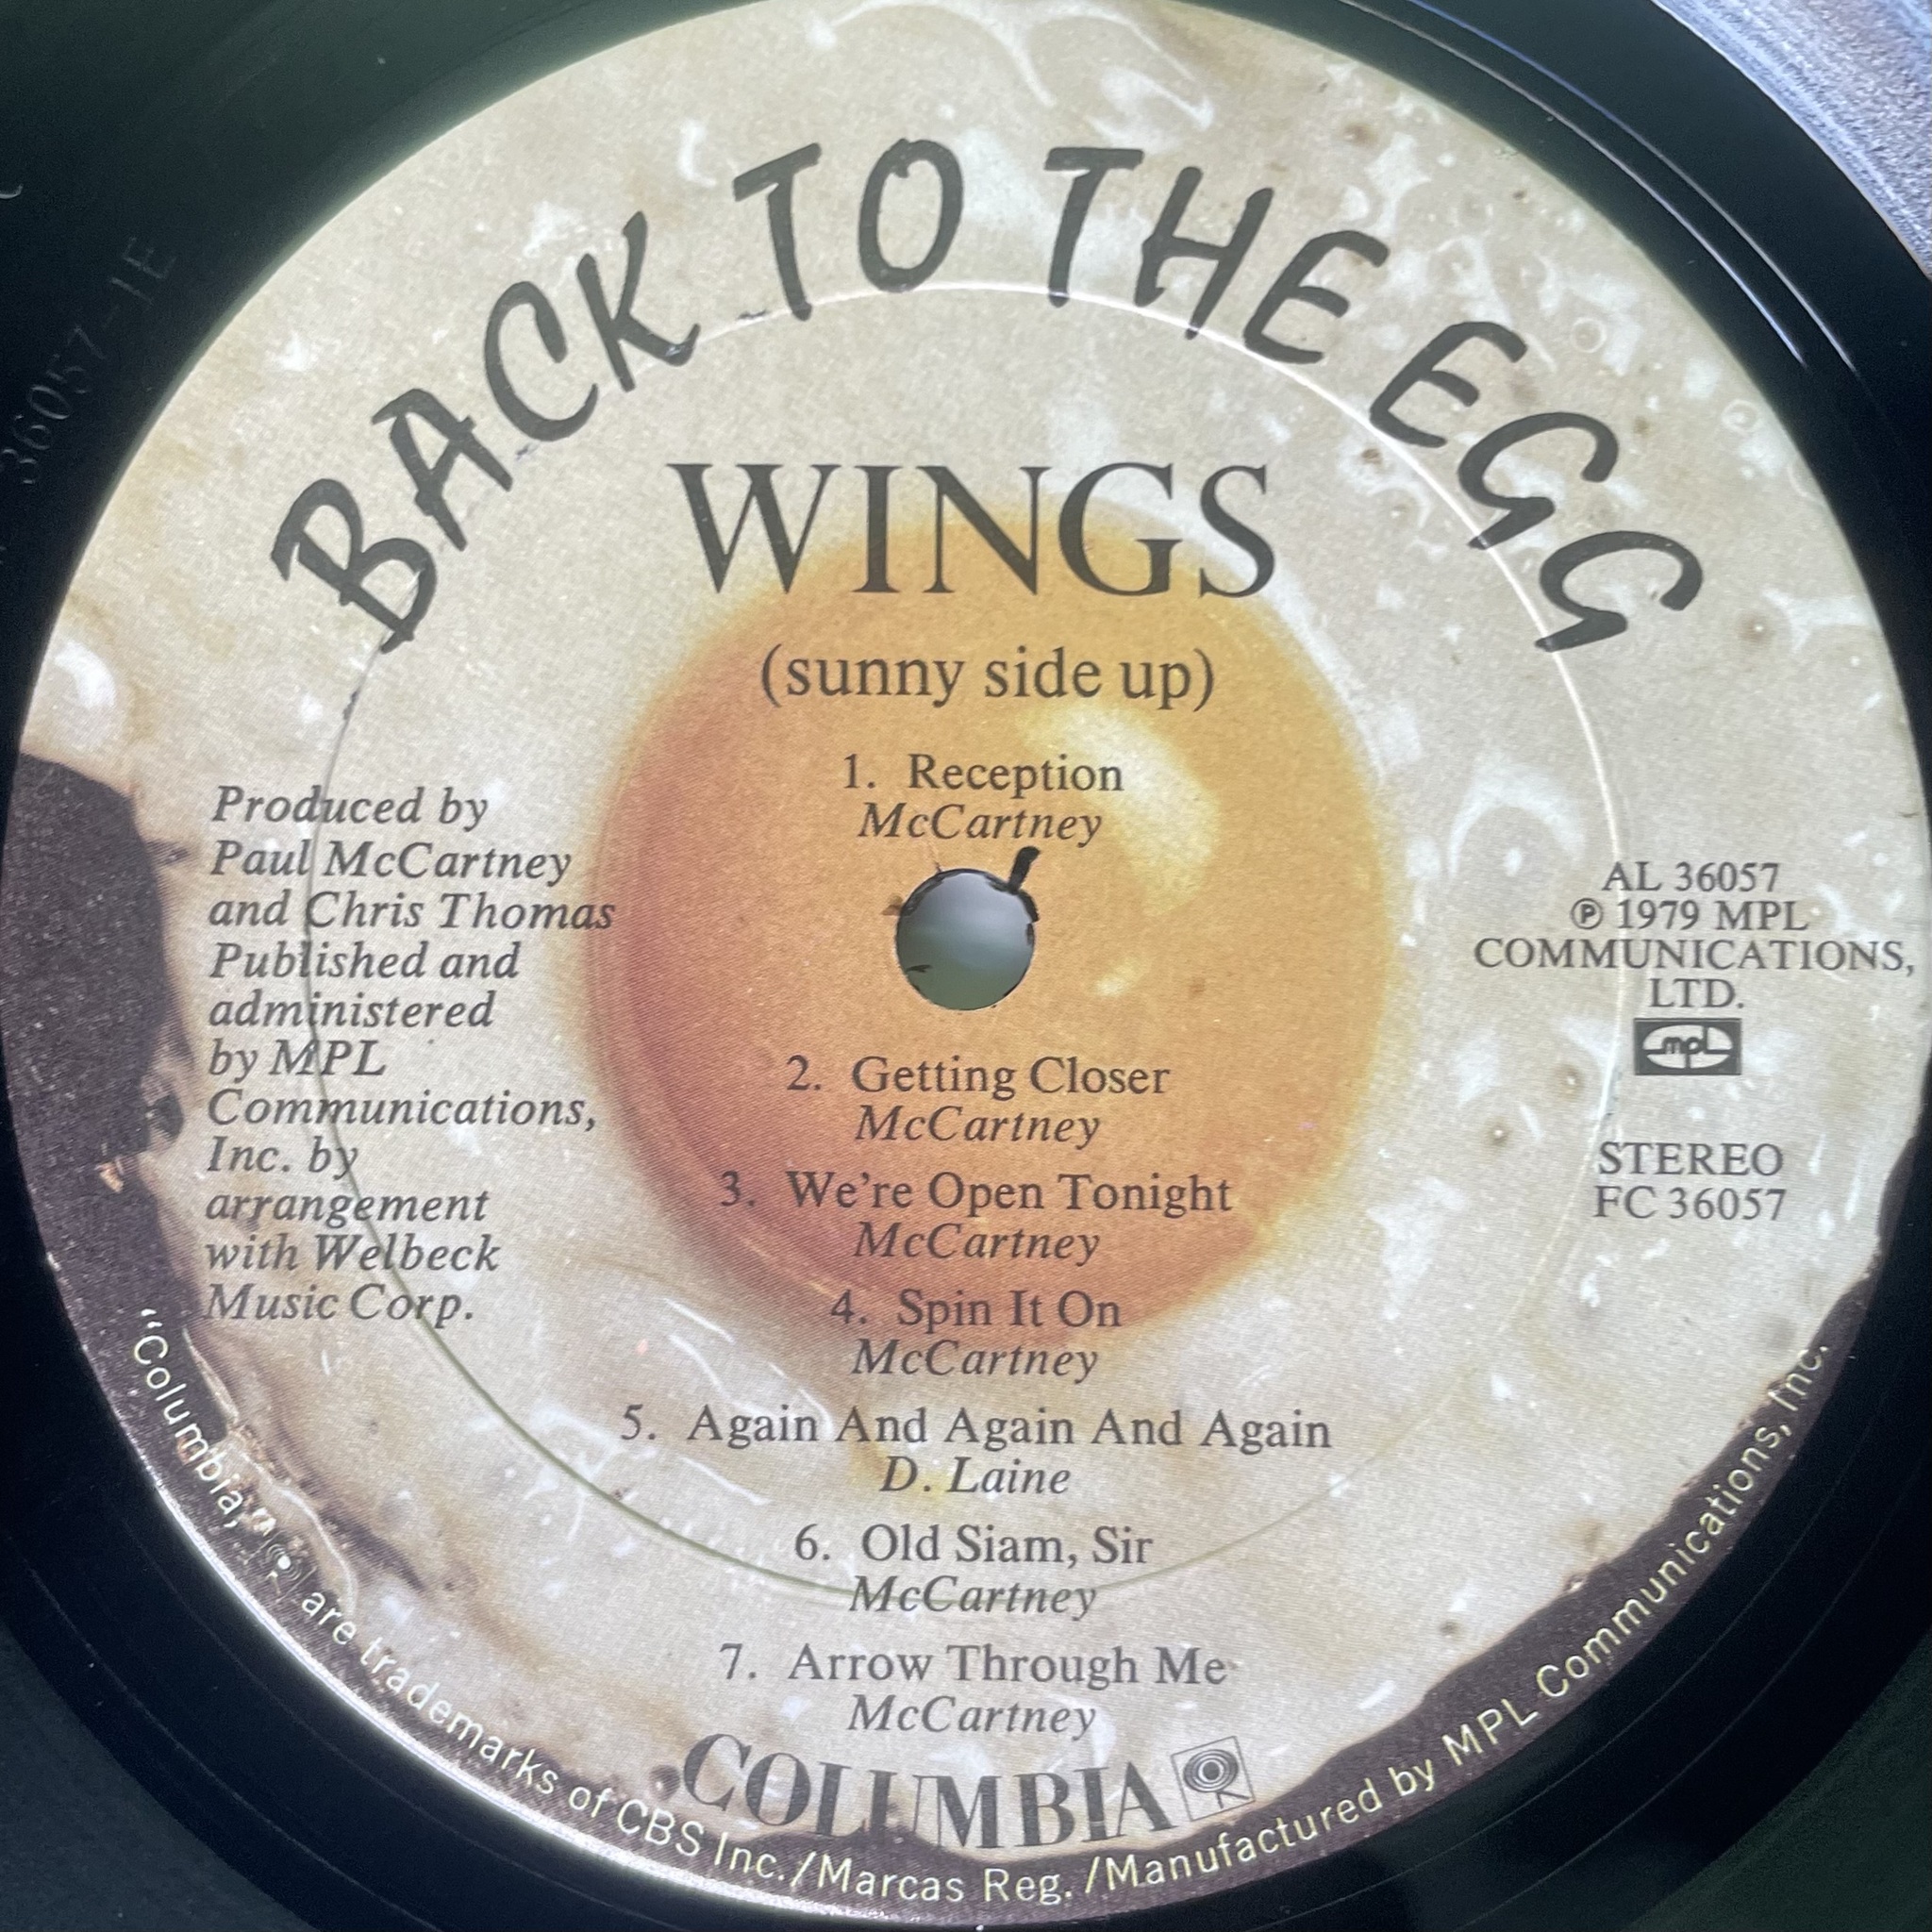 BACK TO THE EGG
WINGS
(sunny side up)
1. Reception
McCartney
2. Getting Closer
McCartney
3. We're Open Tonight
McCartney
4. Spin It On
McCartney
5. Again And Again And Again
D. Laine
6. Old Siam, Sir
McCartney
7. Arrow Through Me
McCartney
Produced by
Paul McCartney
and Chris Thomas
Published and
administered
by MPL
Communications,
Inc. by
arrangement
with Welbeck
Music Corp.
AL 36057
℗ 1979 MPL
COMMUNICATIONS,
LTD.
mpl
STEREO
FC 36057
COLUMBIA
"Columbia," are trademarks of CBS Inc./Marcas Reg./Manufactured by MPL Communications, Inc.
36057-1E